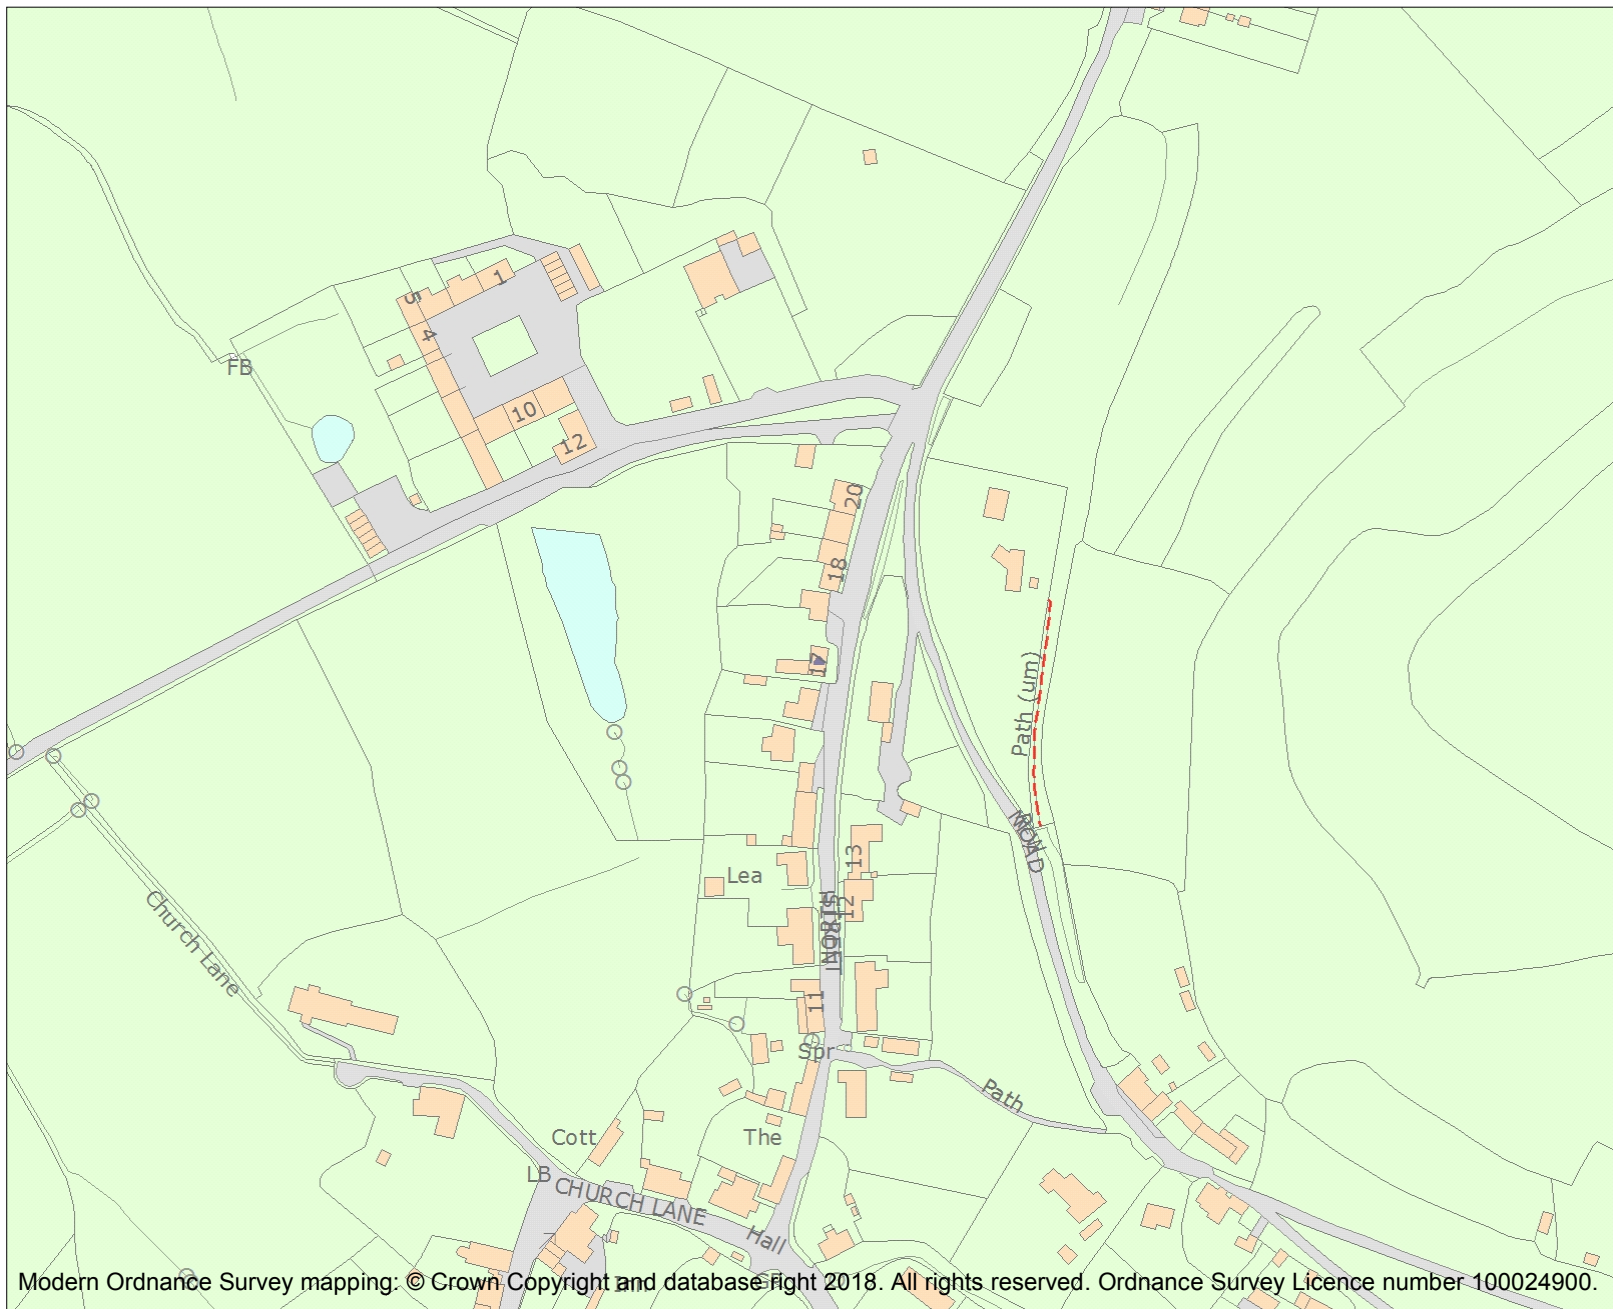 1
5
4
FB
10
12
20
18
17
Path (um)
Lea
13
12
NORTH STREET
ROAD
Church Lane
11
Spr
Path
Cott
The
LB
CHURCH LANE
Hall
Modern Ordnance Survey mapping: © Crown Copyright and database right 2018. All rights reserved. Ordnance Survey Licence number 100024900.